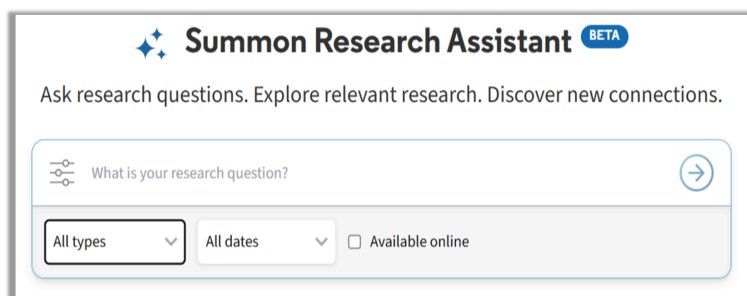 Summon Research Assistant BETA
Ask research questions. Explore relevant research. Discover new connections.
What is your research question?
All types All dates Available online